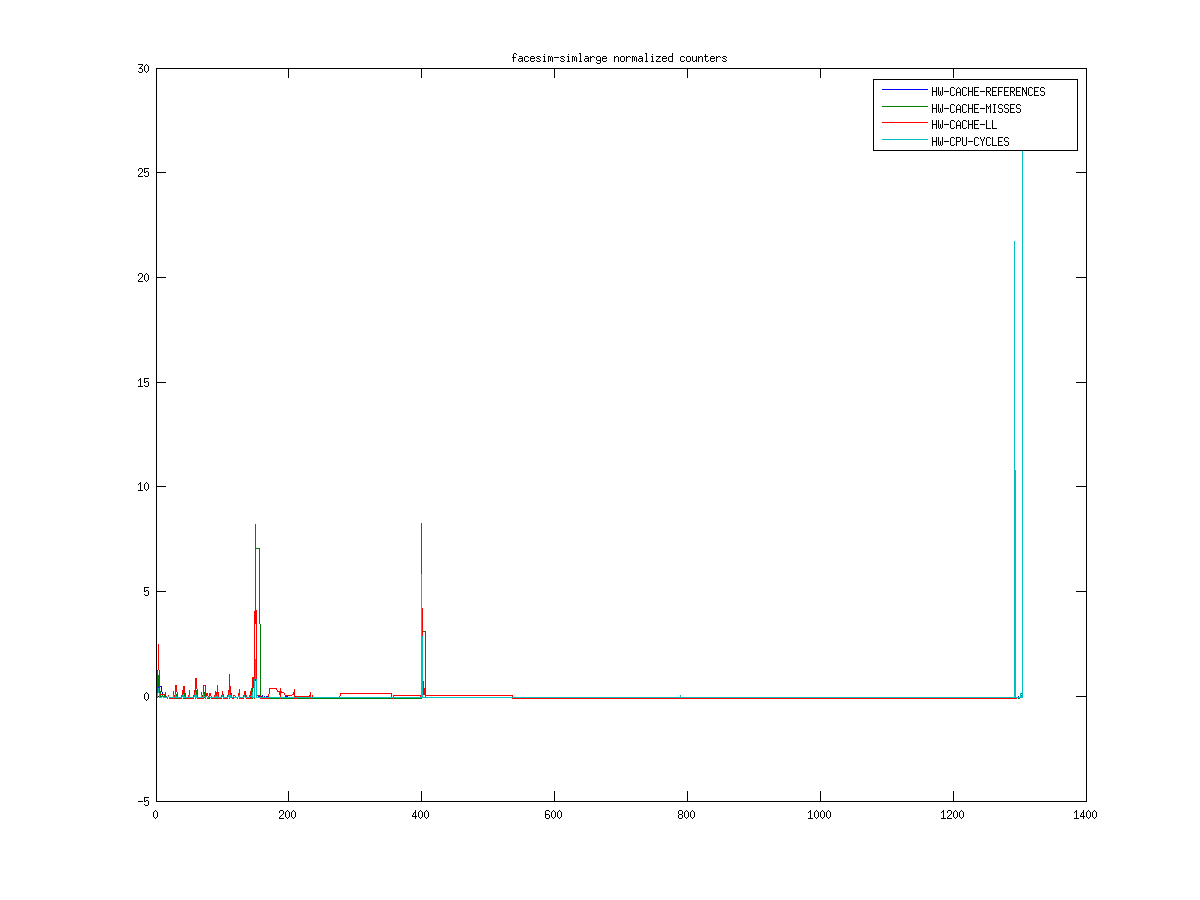 facesim-simlarge normalized counters
30
HW-CACHE-REFERENCES
HW-CACHE-MISSES
HW-CACHE-LL
HW-CPU-CYCLES
25
20
15
10
5
0
-5
0 200 400 600 800 1000 1200 1400